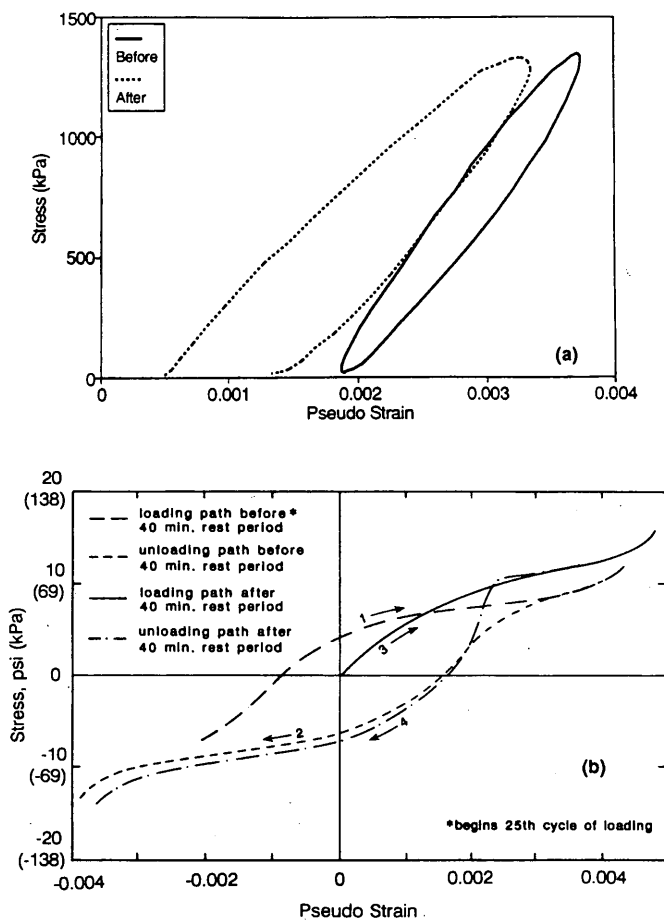 1500
Before
After
1000
Stress (kPa)
500
0
(a)
0
0.001
0.002
0.003
0.004
Pseudo Strain
20
(138)
loading path before*
40 min. rest period
unloading path before
40 min. rest period
loading path after
40 min. rest period
unloading path after
40 min. rest period
10
(69)
Stress, psi (kPa)
0
-10
(-69)
-20
(-138)
1
3
2
4
(b)
*begins 25th cycle of loading
-0.004
-0.002
0
0.002
0.004
Pseudo Strain